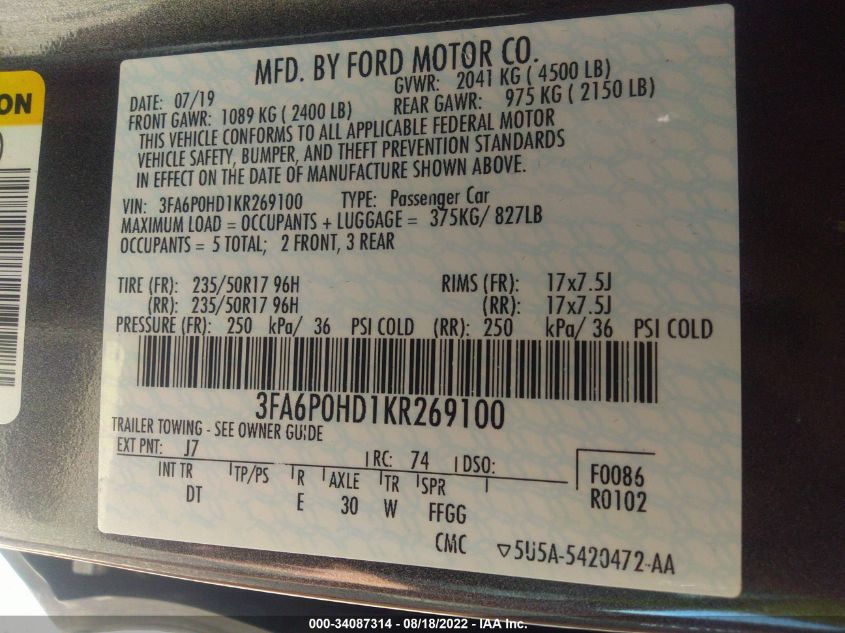 MFD. BY FORD MOTOR CO.
DATE: 07/19 GVWR: 2041 KG ( 4500 LB)
FRONT GAWR: 1089 KG ( 2400 LB) REAR GAWR: 975 KG ( 2150 LB)
THIS VEHICLE CONFORMS TO ALL APPLICABLE FEDERAL MOTOR
VEHICLE SAFETY, BUMPER, AND THEFT PREVENTION STANDARDS
IN EFFECT ON THE DATE OF MANUFACTURE SHOWN ABOVE.
VIN: 3FA6P0HD1KR269100 TYPE: Passenger Car
MAXIMUM LOAD = OCCUPANTS + LUGGAGE = 375KG/ 827LB
OCCUPANTS = 5 TOTAL; 2 FRONT, 3 REAR
TIRE (FR): 235/50R17 96H RIMS (FR): 17x7.5J
(RR): 235/50R17 96H (RR): 17x7.5J
PRESSURE (FR): 250 kPa/ 36 PSI COLD (RR): 250 kPa/ 36 PSI COLD
3FA6P0HD1KR269100
TRAILER TOWING - SEE OWNER GUIDE
EXT PNT: J7 RC: 74 DSO:
INT TR TP/PS R AXLE TR SPR
DT E 30 W FFGG
F0086
R0102
CMC ▽5U5A-5420472-AA
ON
000-34087314 - 08/18/2022 - IAA Inc.